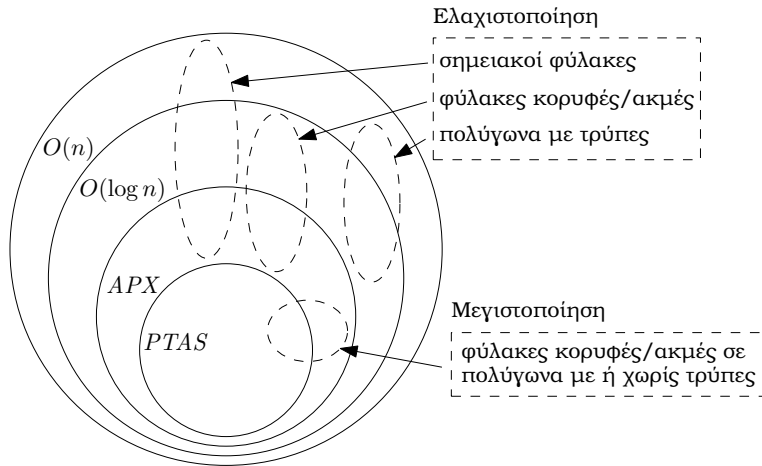 Ελαχιστοποίηση
σημειακοί φύλακες
φύλακες κορυφές/ακμές
πολύγωνα με τρύπες
O(n)
O(log n)
APX
PTAS
Μεγιστοποίηση
φύλακες κορυφές/ακμές σε
πολύγωνα με ή χωρίς τρύπες